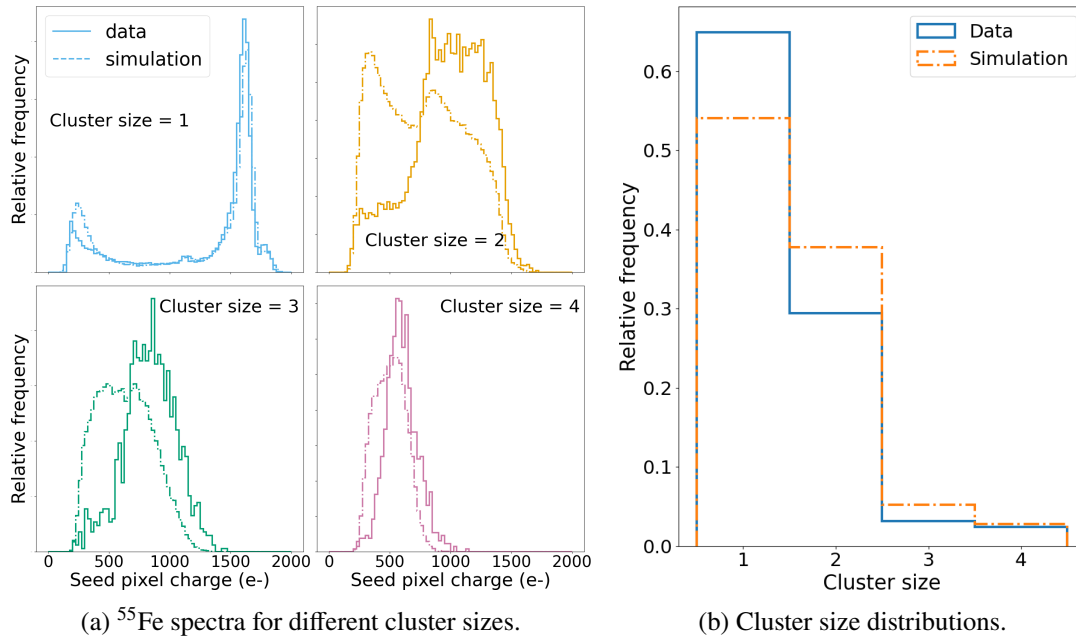 data
simulation
Cluster size = 1
Relative frequency
Cluster size = 2
Cluster size = 3
Relative frequency
0
500
1000
1500
2000
Seed pixel charge (e-)
Cluster size = 4
0
500
1000
1500
2000
Seed pixel charge (e-)
(a) ⁵⁵Fe spectra for different cluster sizes.
Data
Simulation
Relative frequency
0.6
0.5
0.4
0.3
0.2
0.1
0.0
1
2
3
4
Cluster size
(b) Cluster size distributions.